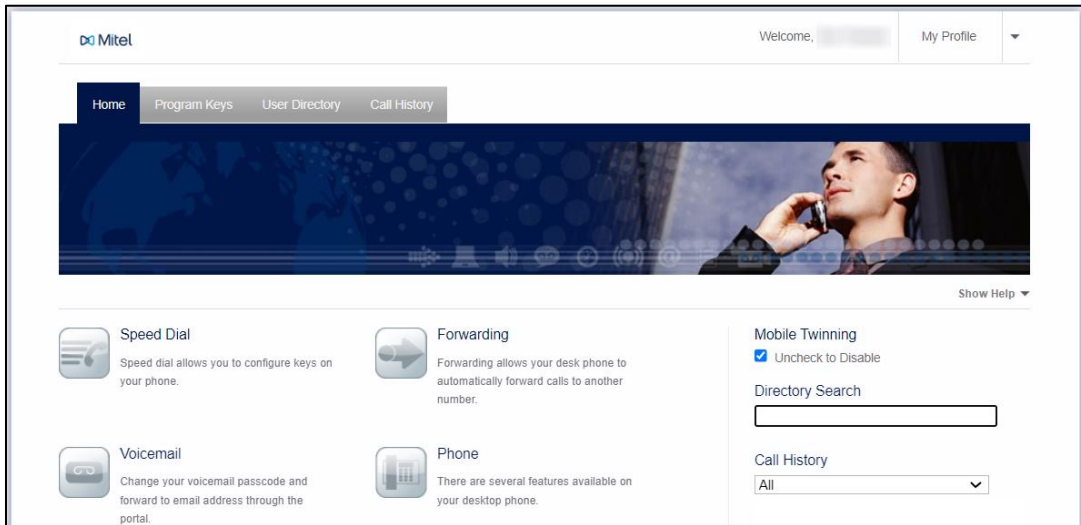 Mitel
Welcome,
My Profile
Home
Program Keys
User Directory
Call History
Show Help
Speed Dial
Speed dial allows you to configure keys on
your phone.
Forwarding
Forwarding allows your desk phone to
automatically forward calls to another
number.
Voicemail
Change your voicemail passcode and
forward to email address through the
portal.
Phone
There are several features available on
your desktop phone.
Mobile Twinning
Uncheck to Disable
Directory Search
Call History
All